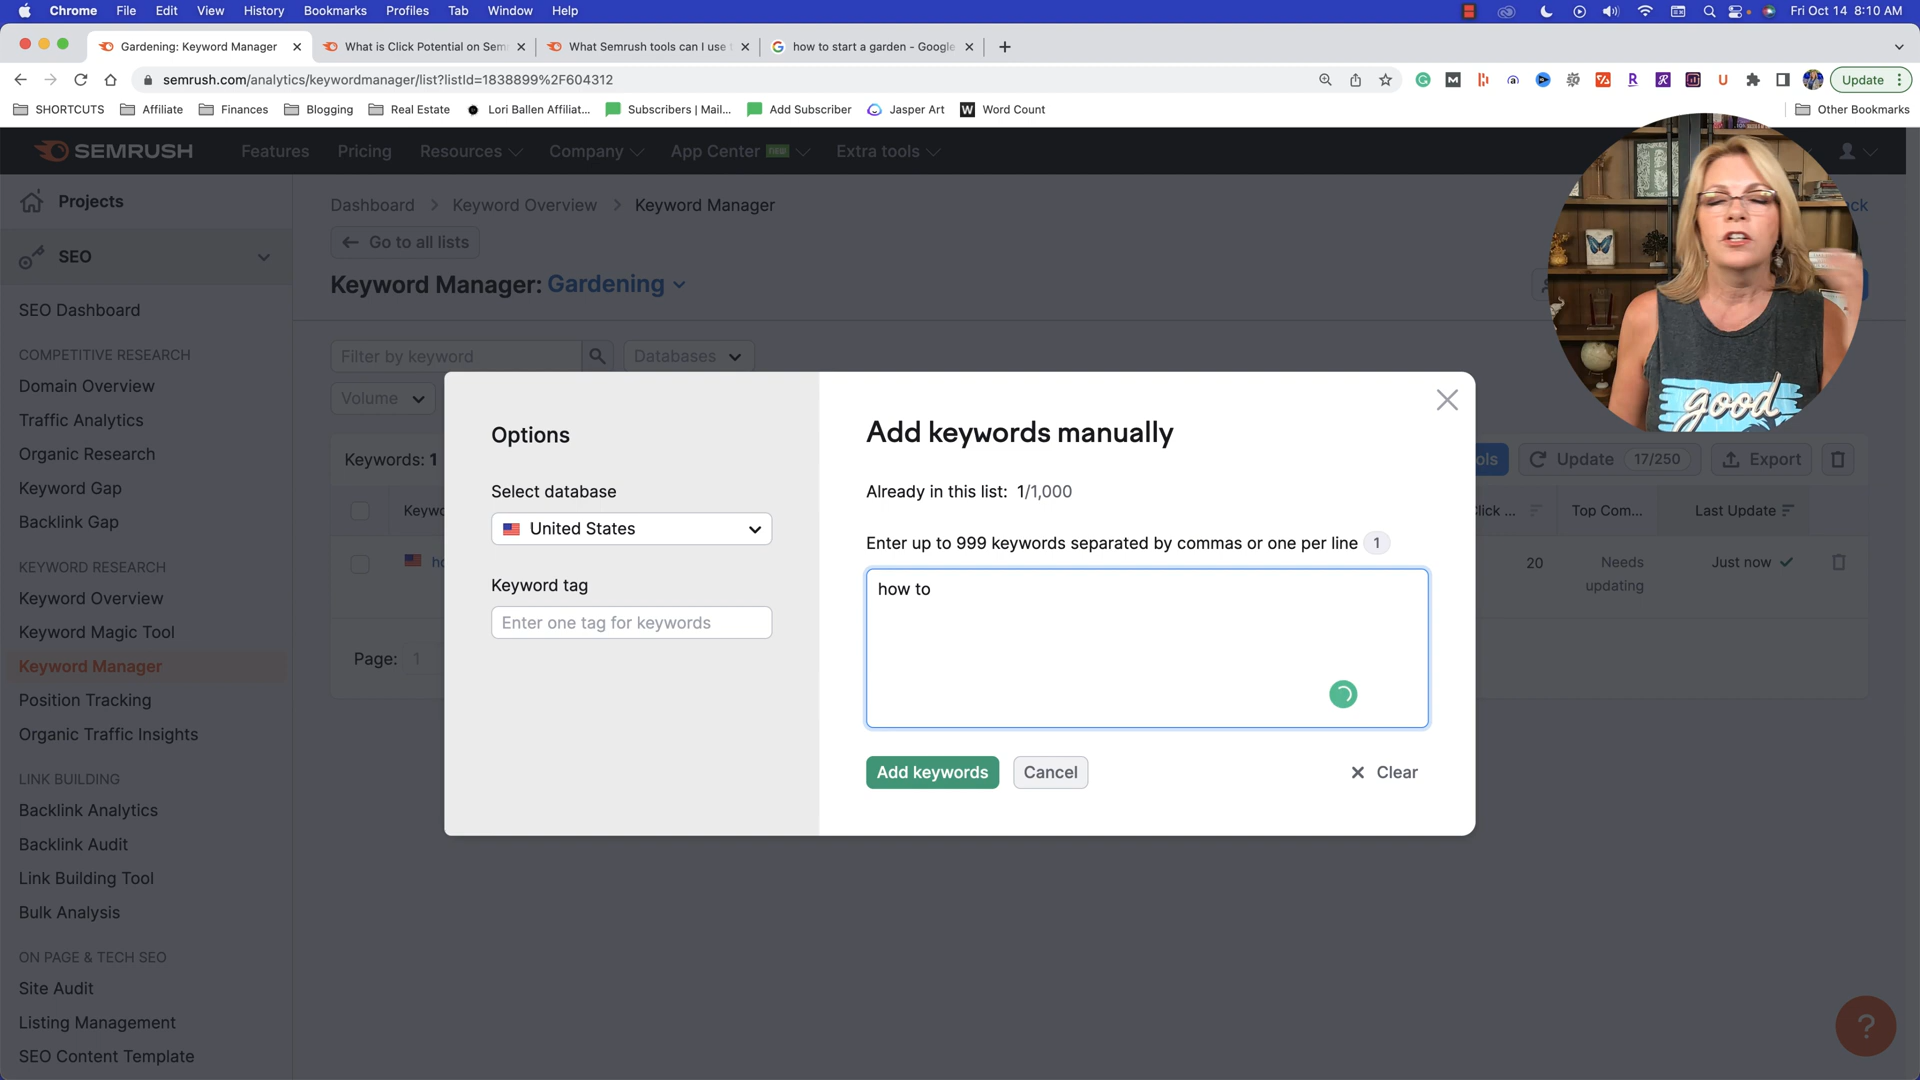 Chrome File Edit View History Bookmarks Profiles Tab Window Help Fri Oct 14 8:10 AM
Gardening: Keyword Manager What is Click Potential on Sem What Semrush tools can I use how to start a garden - Google
semrush.com/analytics/keywordmanager/list?listId=1838899%2F604312 Update
SHORTCUTS Affiliate Finances Blogging Real Estate Lori Ballen Affiliat... Subscribers | Mail... Add Subscriber Jasper Art Word Count Other Bookmarks
SEMRUSH Features Pricing Resources Company App Center new Extra tools
Projects
SEO
SEO Dashboard
COMPETITIVE RESEARCH
Domain Overview
Traffic Analytics
Organic Research
Keyword Gap
Backlink Gap
KEYWORD RESEARCH
Keyword Overview
Keyword Magic Tool
Keyword Manager
Position Tracking
Organic Traffic Insights
LINK BUILDING
Backlink Analytics
Backlink Audit
Link Building Tool
Bulk Analysis
ON PAGE & TECH SEO
Site Audit
Listing Management
SEO Content Template
Dashboard > Keyword Overview > Keyword Manager
Go to all lists
Keyword Manager: Gardening
Filter by keyword Databases
Volume
Keywords: 1
Update 17/250 Export
Keywo
Click ... Top Com... Last Update
20 Needs updating Just now
Page: 1
Options
Select database
United States
Keyword tag
Enter one tag for keywords
Add keywords manually
Already in this list: 1/1,000
Enter up to 999 keywords separated by commas or one per line 1
how to
Add keywords Cancel Clear
good
?